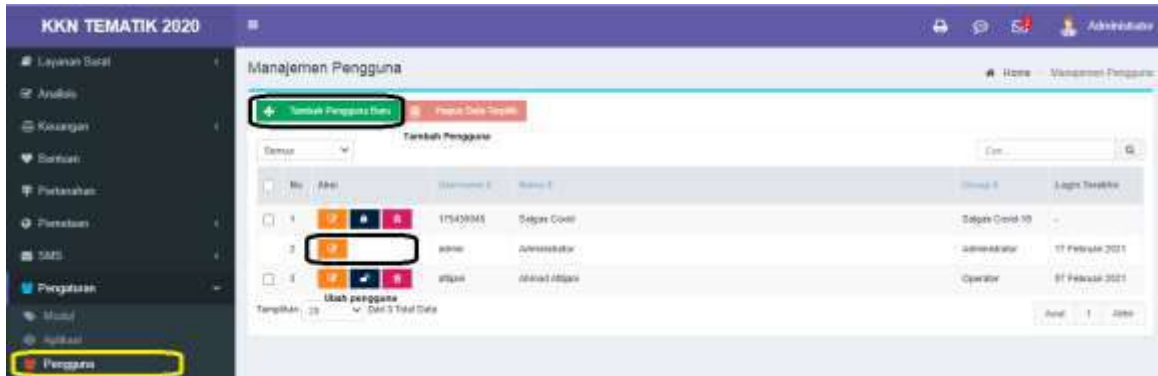 KKN TEMATIK 2020
Administrator
Layanan Surat
Manajemen Pengguna
Home Manajemen Pengguna
Analisis
Keuangan
Tambah Pengguna Baru Hapus Data Terpilih
Tambah Pengguna
Bantuan
Semua
Cari...
Pertanahan
No Aksi Username Nama Group Login Terakhir
Pemetaan
1 Satgas Covid Satgas Covid-19 -
SMS
2 admin Administrator Administrator 17 Februari 2021
Pengaturan
3 Ahmad Operator 07 Februari 2021
Ubah pengguna
Tampilkan 20 Dari 3 Total Data
Awal 1 Akhir
Modul
Aplikasi
Pengguna